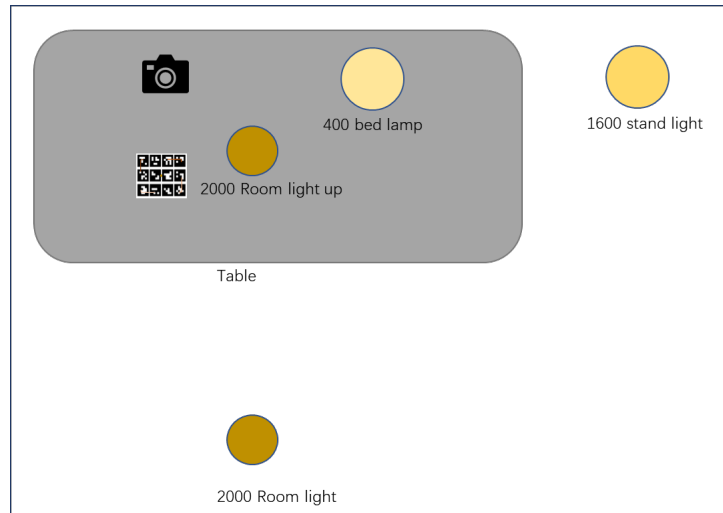 400 bed lamp
1600 stand light
2000 Room light up
Table
2000 Room light